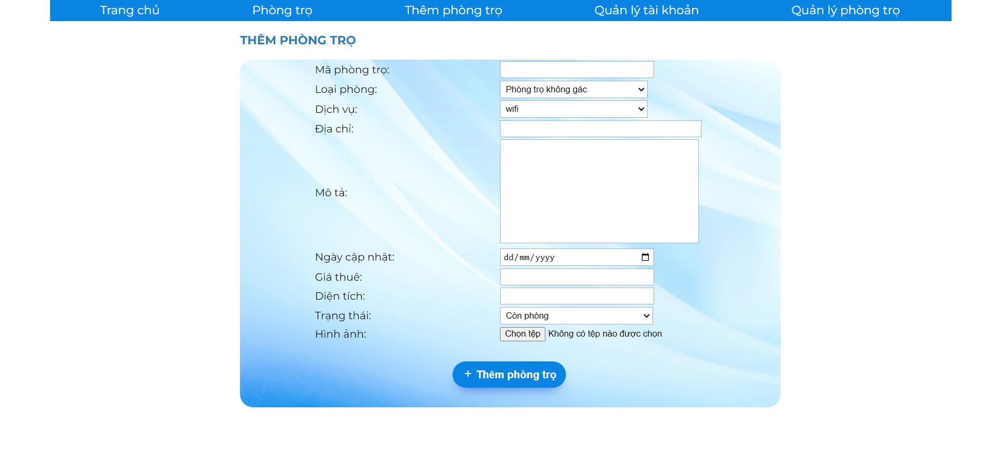 Trang chủ Phòng trọ Thêm phòng trọ Quản lý tài khoản Quản lý phòng trọ
THÊM PHÒNG TRỌ
Mã phòng trọ:
Loại phòng: Phòng trọ không gác
Dịch vụ: wifi
Địa chỉ:
Mô tả:
Ngày cập nhật: dd/mm/yyyy
Giá thuê:
Diện tích:
Trạng thái: Còn phòng
Hình ảnh: Chọn tệp Không có tệp nào được chọn
+ Thêm phòng trọ